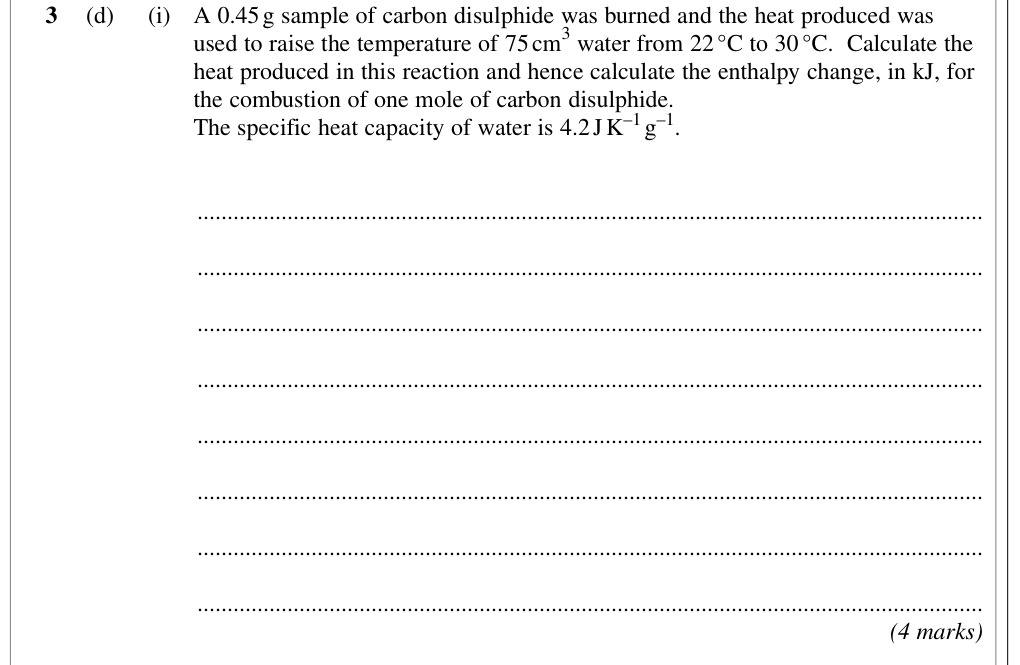 3 (d) (i) A 0.45 g sample of carbon disulphide was burned and the heat produced was
used to raise the temperature of 75 cm³ water from 22 °C to 30 °C. Calculate the
heat produced in this reaction and hence calculate the enthalpy change, in kJ, for
the combustion of one mole of carbon disulphide.
The specific heat capacity of water is 4.2 J K⁻¹ g⁻¹.
(4 marks)